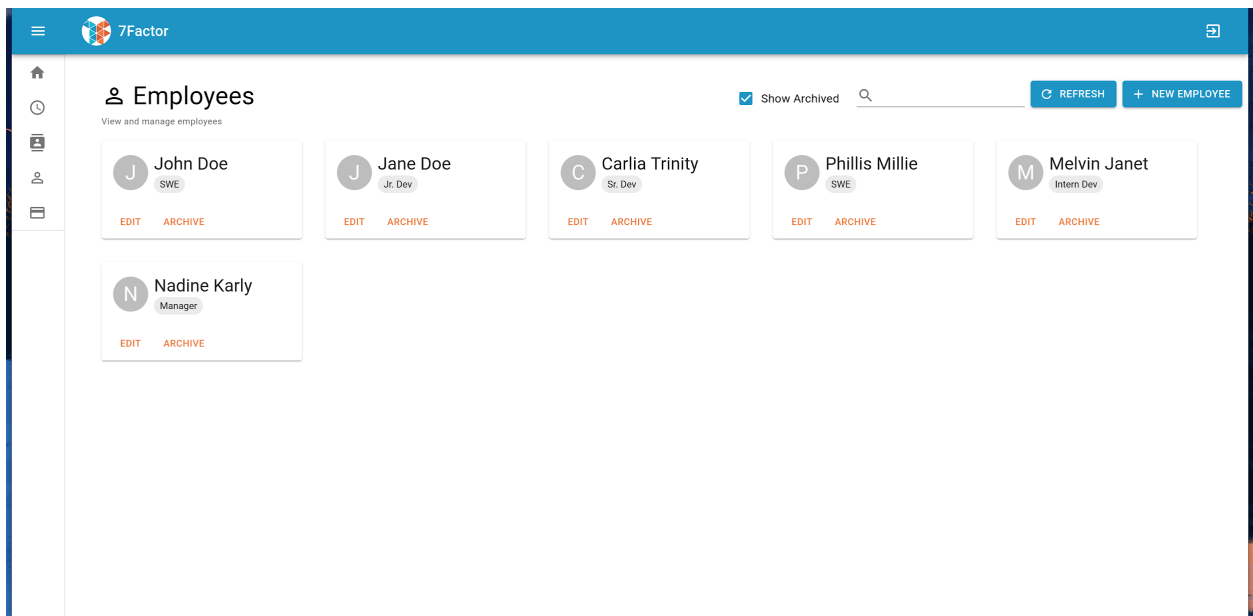 7Factor
Employees
Show Archived
REFRESH
+ NEW EMPLOYEE
View and manage employees
J John Doe
SWE
EDIT ARCHIVE
J Jane Doe
Jr. Dev
EDIT ARCHIVE
C Carlia Trinity
Sr. Dev
EDIT ARCHIVE
P Phillis Millie
SWE
EDIT ARCHIVE
M Melvin Janet
Intern Dev
EDIT ARCHIVE
N Nadine Karly
Manager
EDIT ARCHIVE